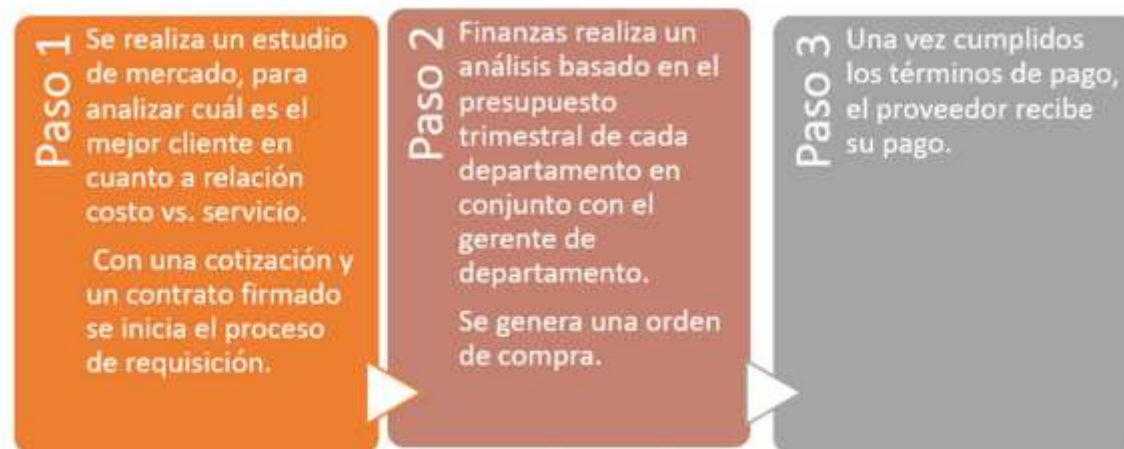 Paso 1
Se realiza un estudio
de mercado, para
analizar cuál es el
mejor cliente en
cuanto a relación
costo vs. servicio.
Con una cotización y
un contrato firmado
se inicia el proceso
de requisición.
Paso 2
Finanzas realiza un
análisis basado en el
presupuesto
trimestral de cada
departamento en
conjunto con el
gerente de
departamento.
Se genera una orden
de compra.
Paso 3
Una vez cumplidos
los términos de pago,
el proveedor recibe
su pago.